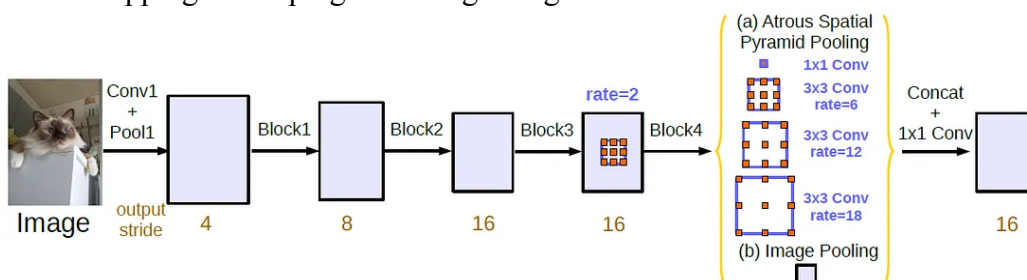 (a) Atrous Spatial
Pyramid Pooling
1x1 Conv
3x3 Conv
rate=6
3x3 Conv
rate=12
3x3 Conv
rate=18
(b) Image Pooling
Conv1
+
Pool1
Block1
Block2
Block3
rate=2
Block4
Concat
+
1x1 Conv
Image
output
stride
4
8
16
16
16